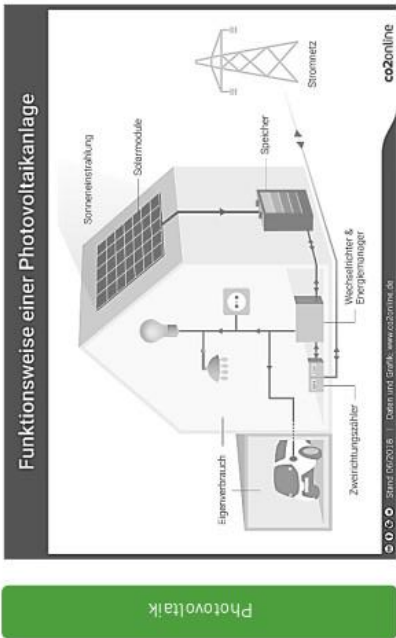 Funktionsweise einer Photovoltaikanlage
Sonneneinstrahlung
Solarmodule
Stromnetz
Speicher
Eigenverbrauch
Wechselrichter &
Energiemanager
Zweirichtungszähler
Stand 06/2018 | Daten und Grafik: www.co2online.de
co2online
Photovoltaik